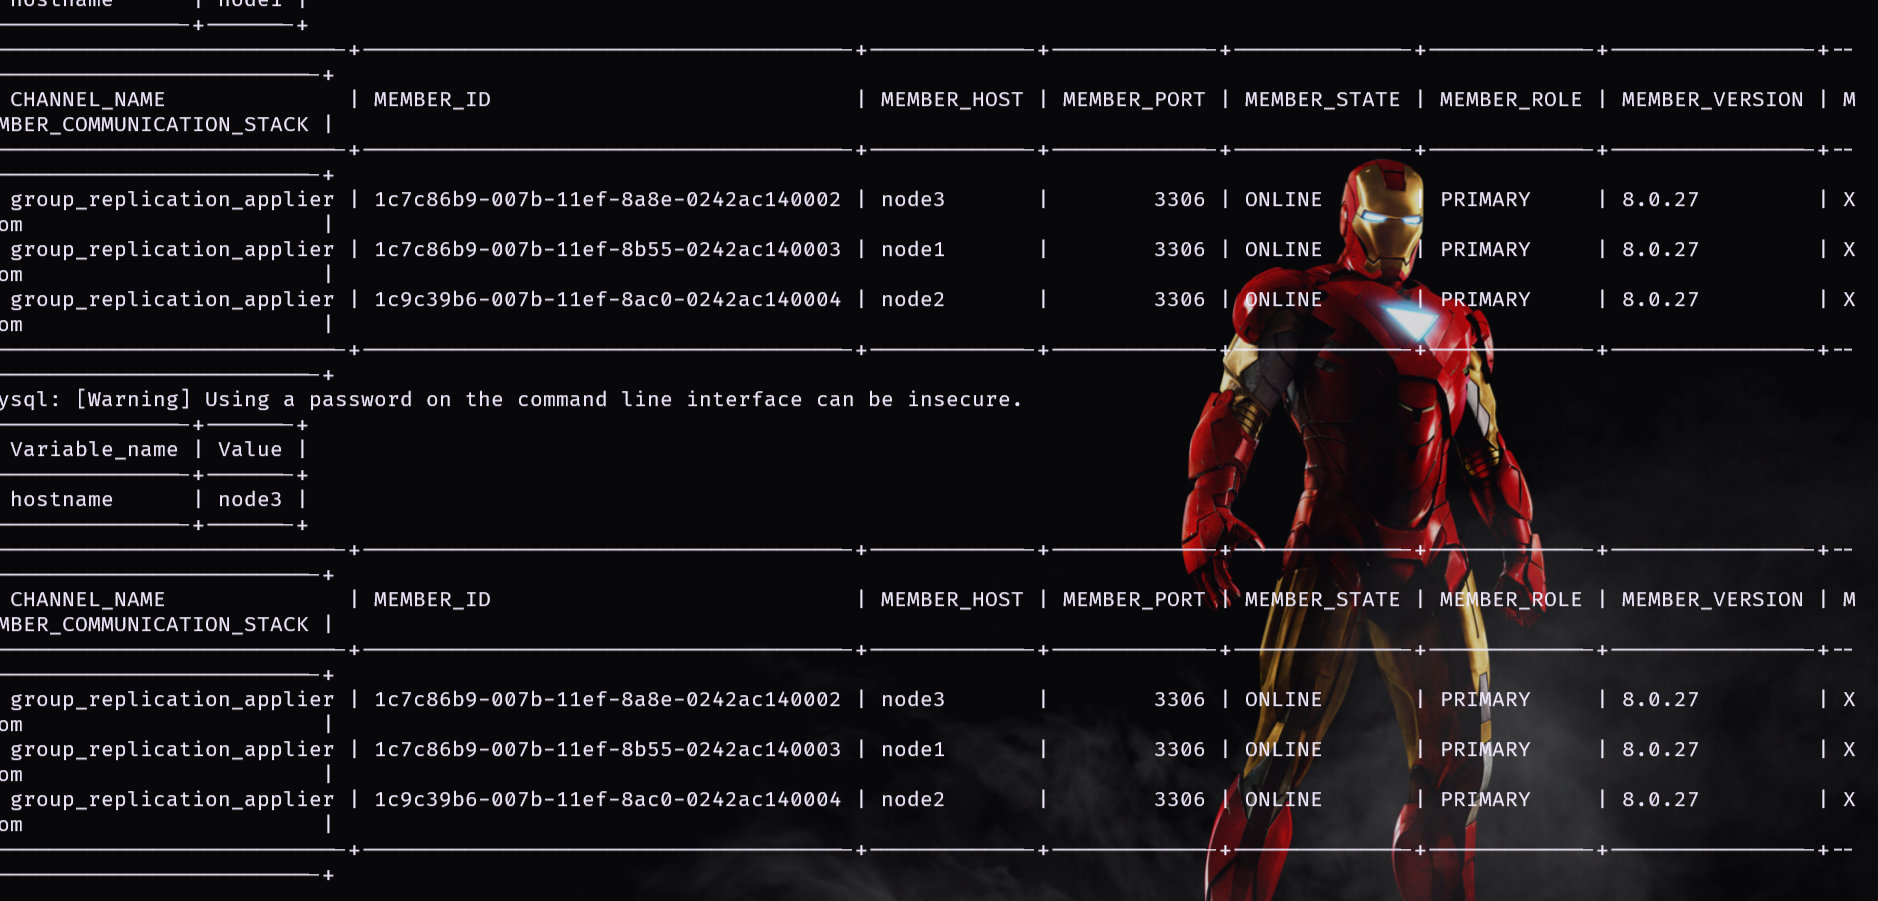 hostname | node1 |
-+-------+
-+-+-+-+-+-+-+--
-+
CHANNEL_NAME | MEMBER_ID | MEMBER_HOST | MEMBER_PORT | MEMBER_STATE | MEMBER_ROLE | MEMBER_VERSION | M
MBER_COMMUNICATION_STACK |
-+-+-+-+-+-+-+--
-+
group_replication_applier | 1c7c86b9-007b-11ef-8a8e-0242ac140002 | node3 | 3306 | ONLINE | PRIMARY | 8.0.27 | X
om |
group_replication_applier | 1c7c86b9-007b-11ef-8b55-0242ac140003 | node1 | 3306 | ONLINE | PRIMARY | 8.0.27 | X
om |
group_replication_applier | 1c9c39b6-007b-11ef-8ac0-0242ac140004 | node2 | 3306 | ONLINE | PRIMARY | 8.0.27 | X
om |
-+-+-+-+-+-+-+--
-+
ysql: [Warning] Using a password on the command line interface can be insecure.
-+-------+
Variable_name | Value |
-+-------+
hostname | node3 |
-+-------+
-+-+-+-+-+-+-+--
-+
CHANNEL_NAME | MEMBER_ID | MEMBER_HOST | MEMBER_PORT | MEMBER_STATE | MEMBER_ROLE | MEMBER_VERSION | M
MBER_COMMUNICATION_STACK |
-+-+-+-+-+-+-+--
-+
group_replication_applier | 1c7c86b9-007b-11ef-8a8e-0242ac140002 | node3 | 3306 | ONLINE | PRIMARY | 8.0.27 | X
om |
group_replication_applier | 1c7c86b9-007b-11ef-8b55-0242ac140003 | node1 | 3306 | ONLINE | PRIMARY | 8.0.27 | X
om |
group_replication_applier | 1c9c39b6-007b-11ef-8ac0-0242ac140004 | node2 | 3306 | ONLINE | PRIMARY | 8.0.27 | X
om |
-+-+-+-+-+-+-+--
-+